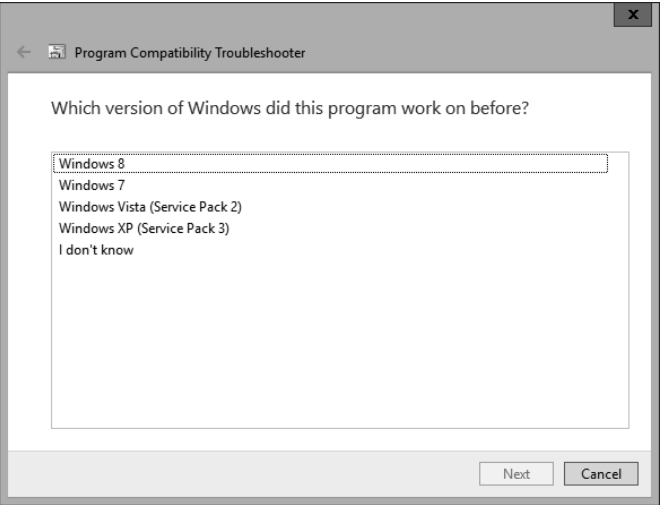 x
Program Compatibility Troubleshooter
Which version of Windows did this program work on before?
Windows 8
Windows 7
Windows Vista (Service Pack 2)
Windows XP (Service Pack 3)
I don't know
Next Cancel